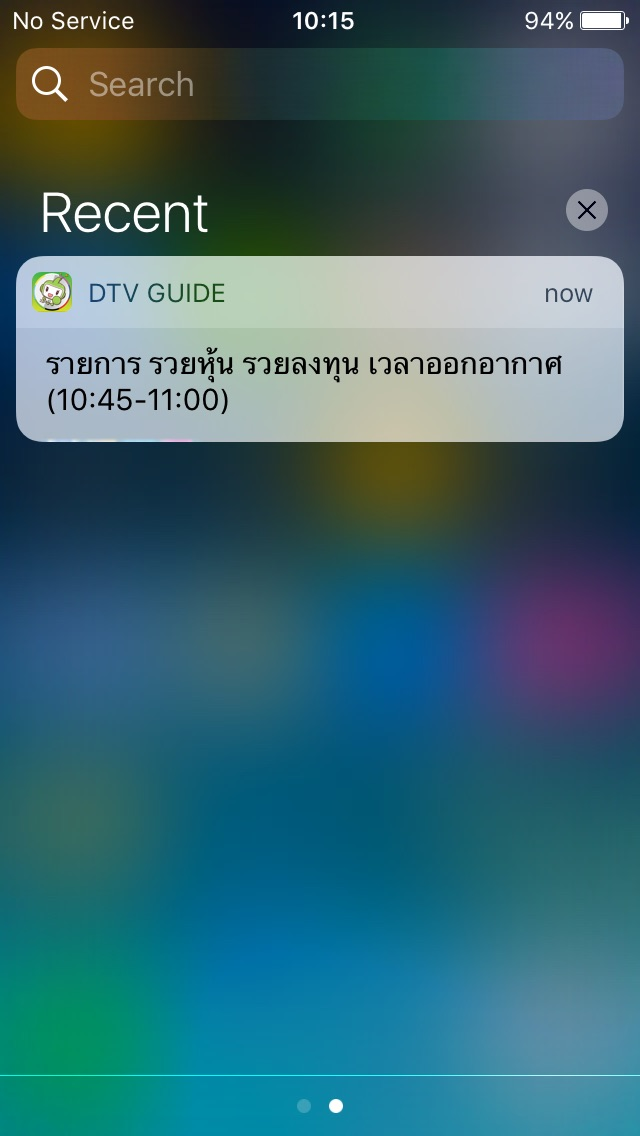 No Service 10:15 94%
Search
Recent
DTV GUIDE now
รายการ รวยหุ้น รวยลงทุน เวลาออกอากาศ
(10:45-11:00)